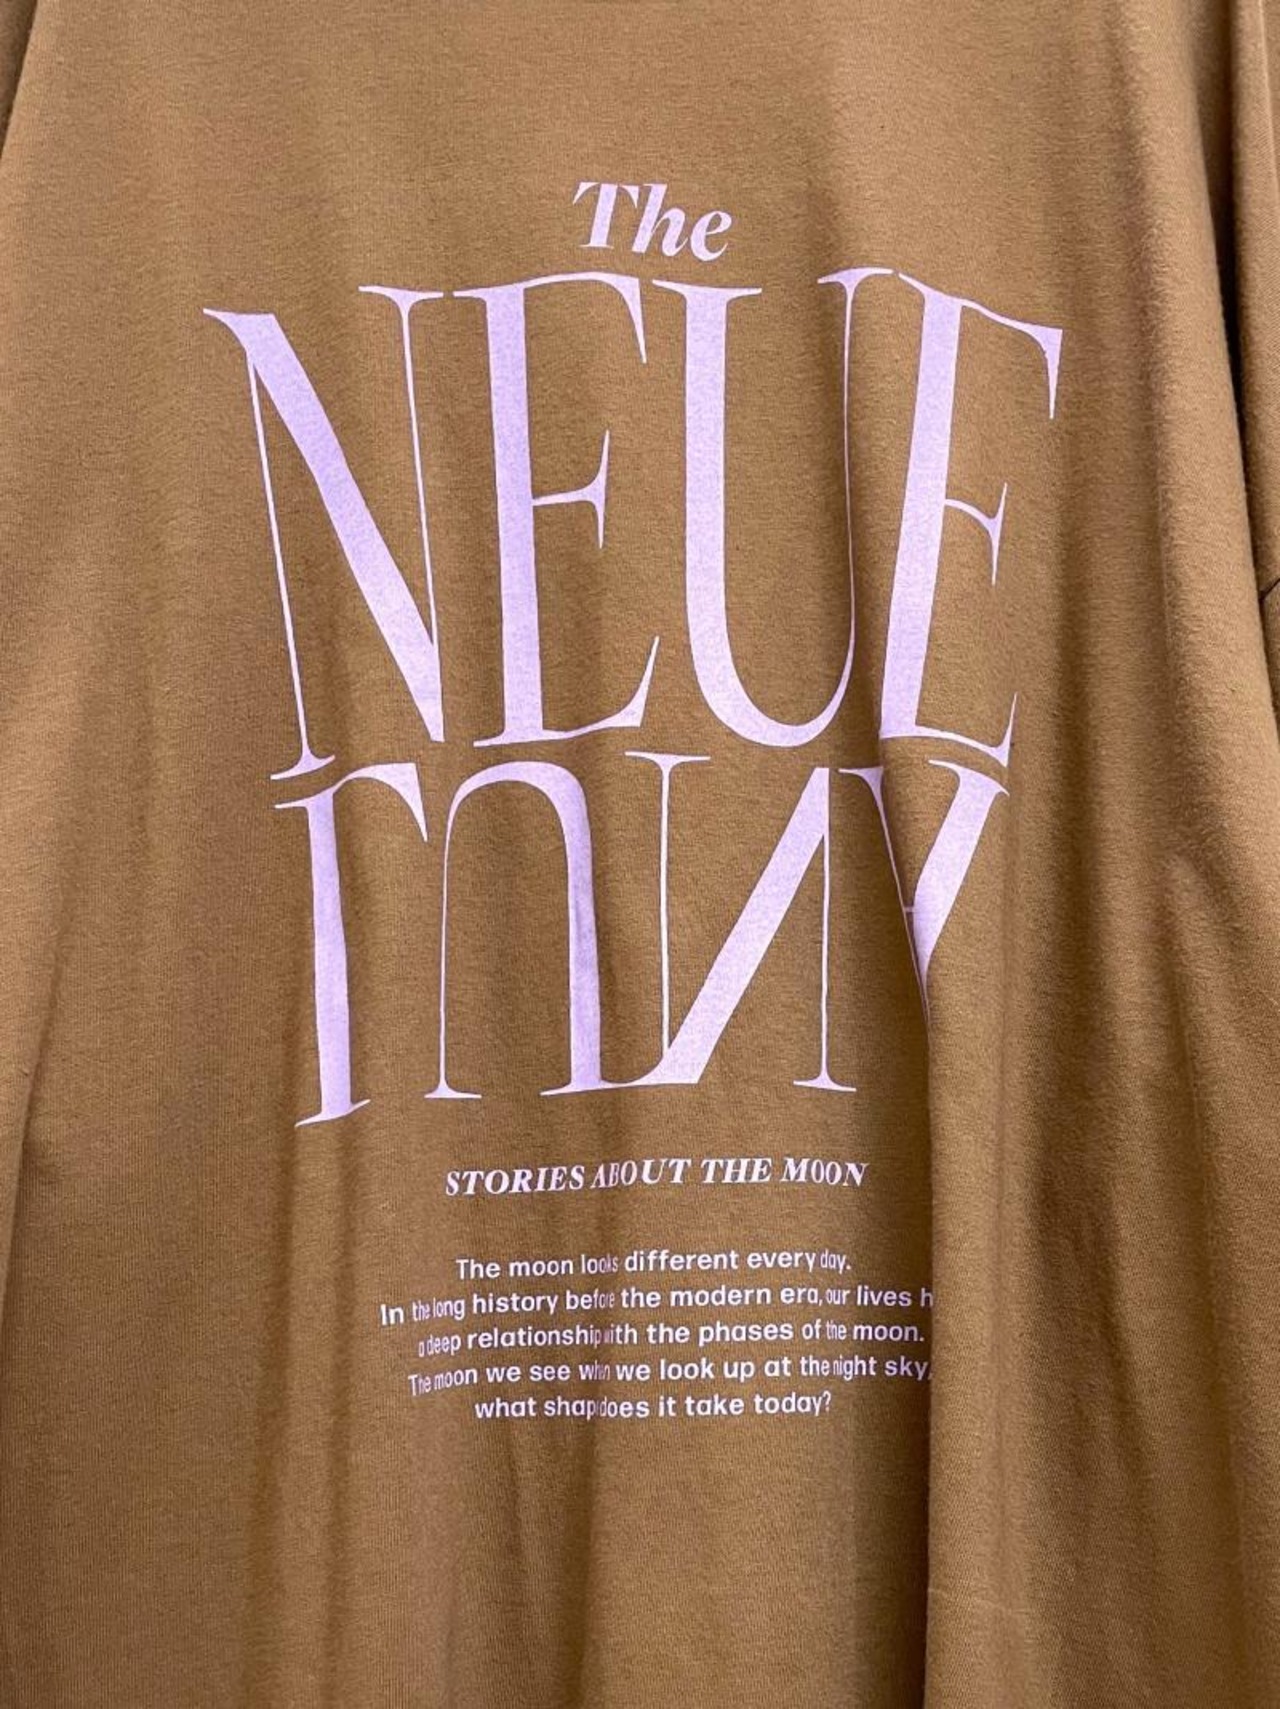 The
NEUE
LUNA
STORIES ABOUT THE MOON
The moon looks different every day.
In the long history before the modern era, our lives
a deep relationship with the phases of the moon.
The moon we see when we look up at the night sky,
what shape does it take today?